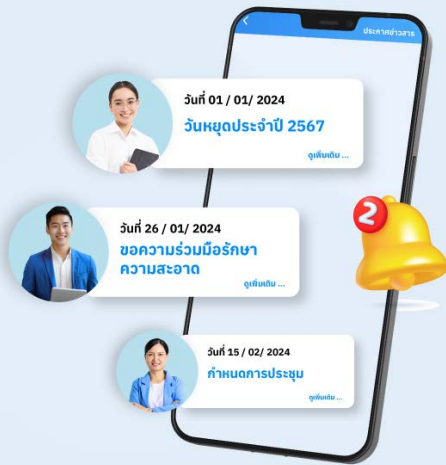 ประกาศข่าวสาร
วันที่ 01 / 01/ 2024
วันหยุดประจำปี 2567
ดูเพิ่มเติม ...
2
วันที่ 26 / 01/ 2024
ขอความร่วมมือรักษา
ความสะอาด
ดูเพิ่มเติม ...
วันที่ 15 / 02/ 2024
กำหนดการประชุม
ดูเพิ่มเติม ...